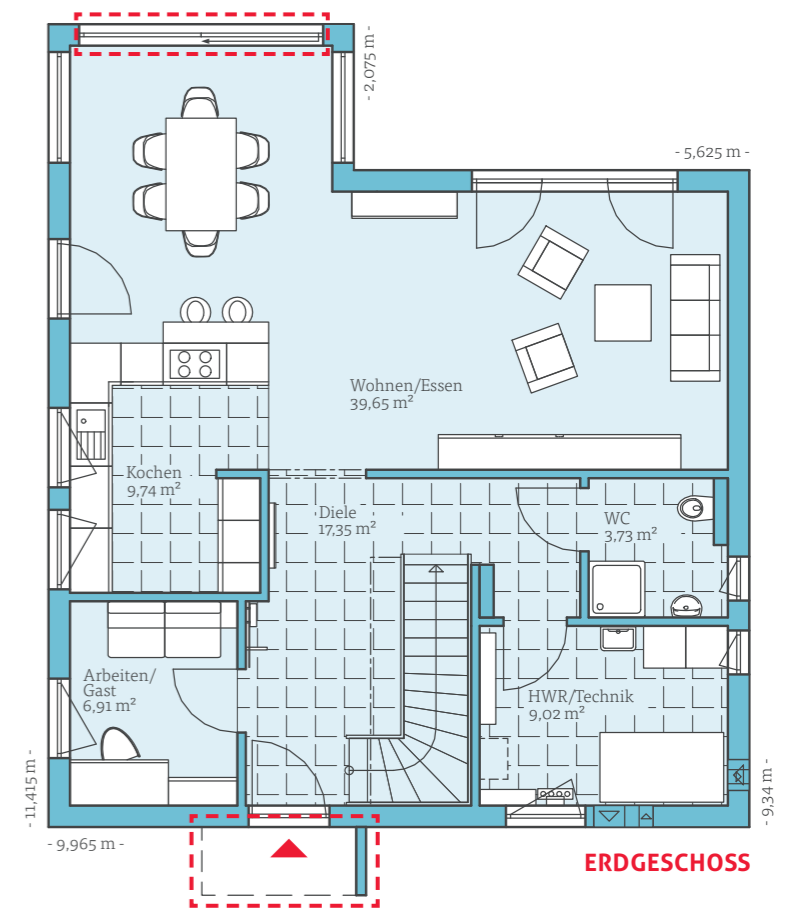 - 2,075 m -
- 5,625 m -
Wohnen/Essen
39,65 m²
Kochen
9,74 m²
Diele
17,35 m²
WC
3,73 m²
Arbeiten/
Gast
6,91 m²
HWR/Technik
9,02 m²
- 11,415 m -
- 9,34 m -
- 9,965 m -
ERDGESCHOSS